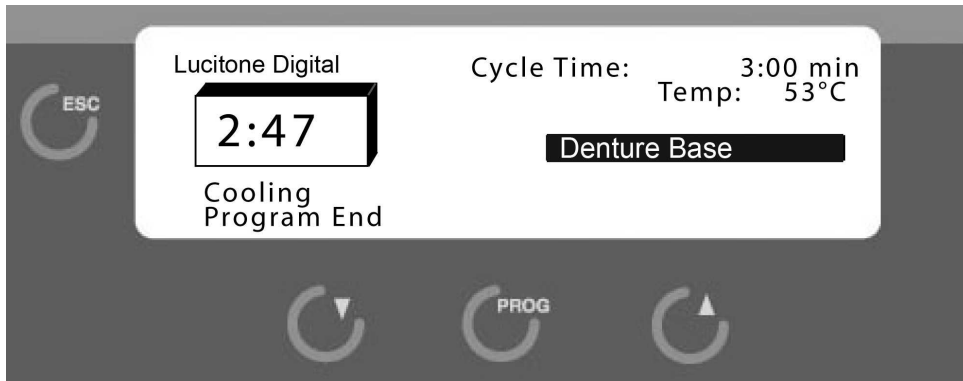 ESC
Lucitone Digital
2:47
Cooling
Program End
Cycle Time: 3:00 min
Temp: 53°C
Denture Base
PROG